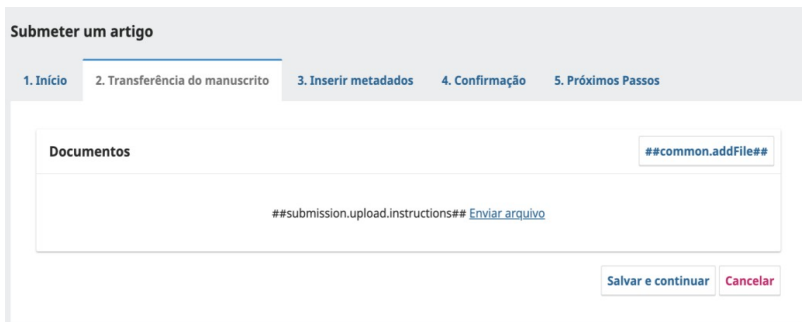 Submeter um artigo
1. Início 2. Transferência do manuscrito 3. Inserir metadados 4. Confirmação 5. Próximos Passos
Documentos ##common.addFile##
##submission.upload.instructions## Enviar arquivo
Salvar e continuar Cancelar